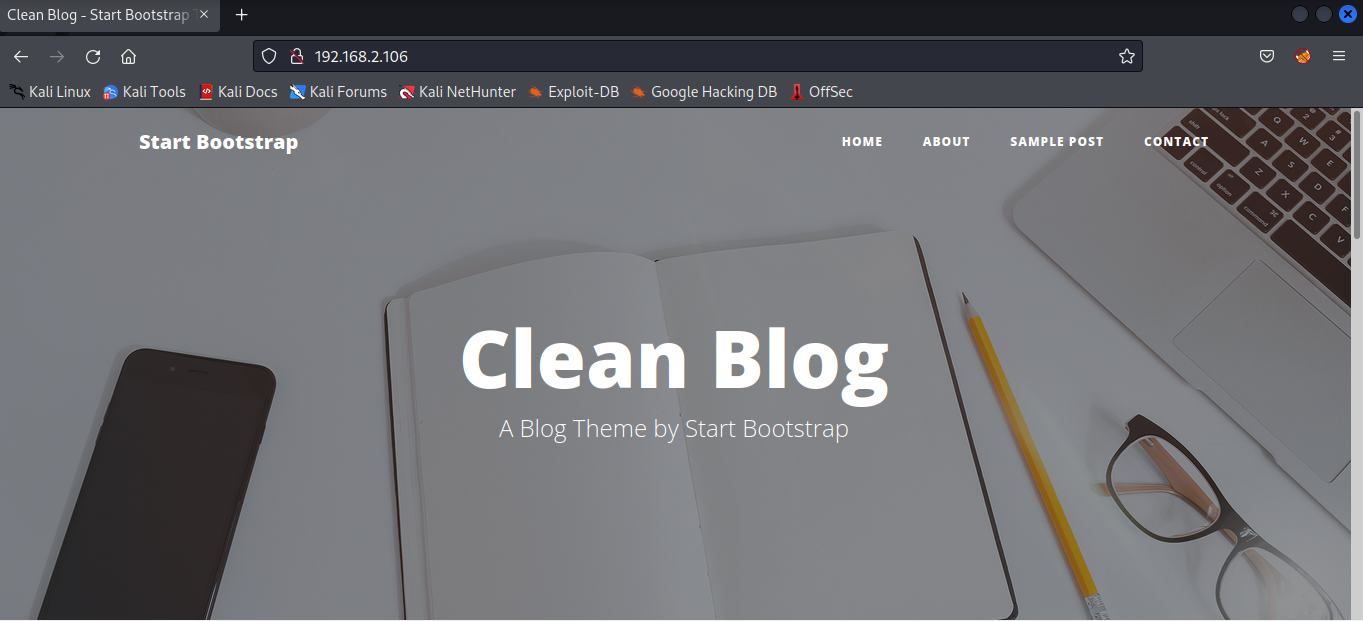 Clean Blog - Start Bootstrap
192.168.2.106
Kali Linux Kali Tools Kali Docs Kali Forums Kali NetHunter Exploit-DB Google Hacking DB OffSec
Start Bootstrap HOME ABOUT SAMPLE POST CONTACT
Clean Blog
A Blog Theme by Start Bootstrap